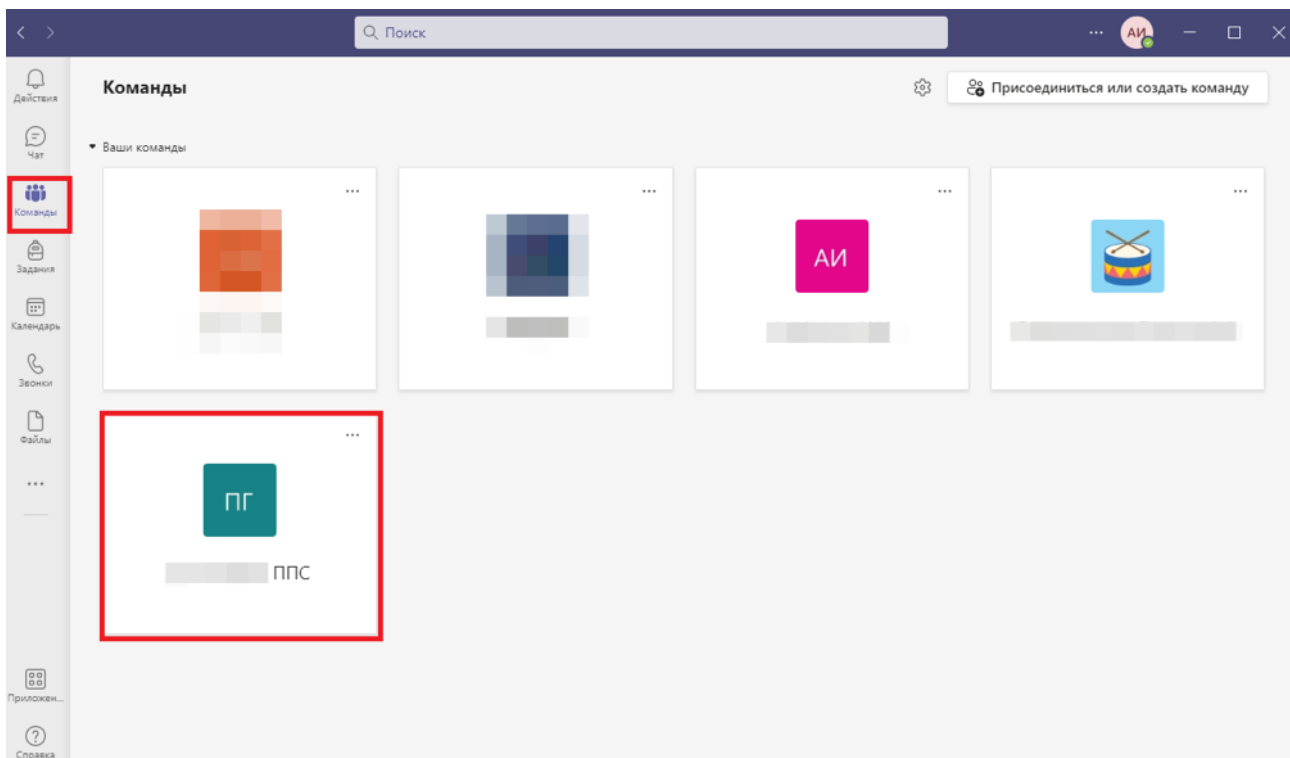 Поиск
АИ
Действия
Чат
Команды
Задания
Календарь
Звонки
Файлы
Приложен...
Справка
Команды
Присоединиться или создать команду
Ваши команды
АИ
ПГ
ППС